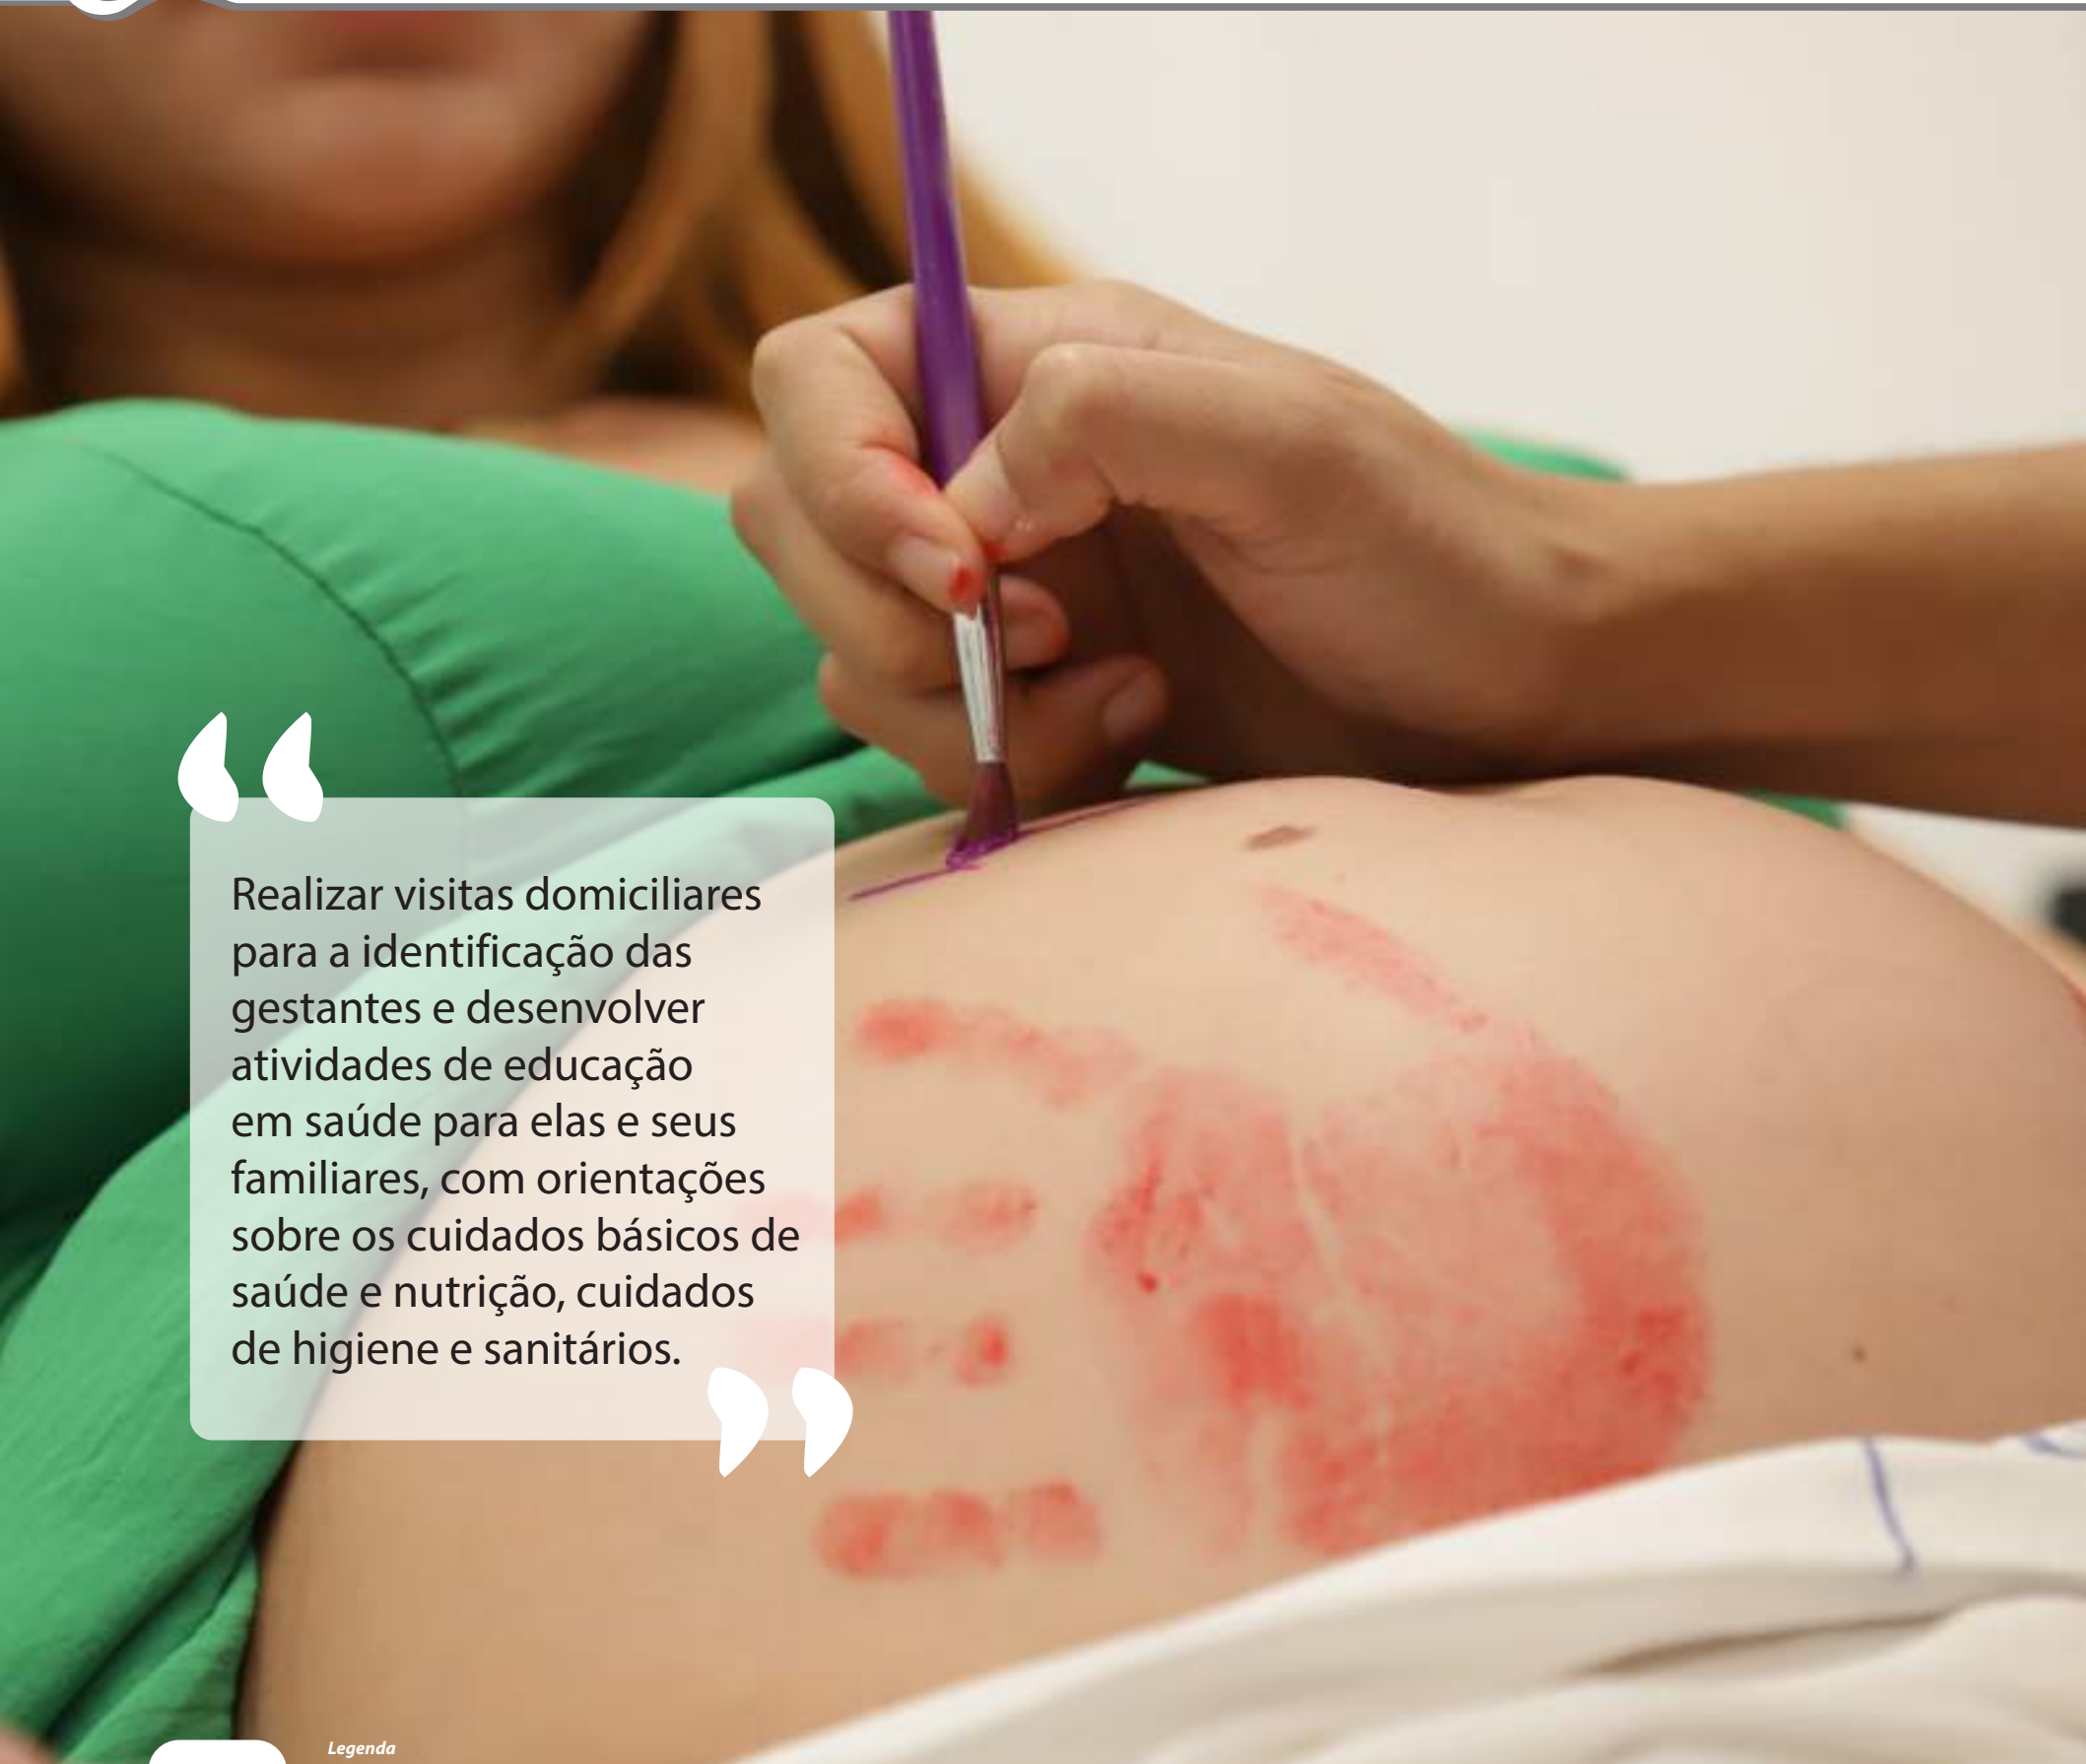 Realizar visitas domiciliares
para a identificação das
gestantes e desenvolver
atividades de educação
em saúde para elas e seus
familiares, com orientações
sobre os cuidados básicos de
saúde e nutrição, cuidados
de higiene e sanitários.
Legenda